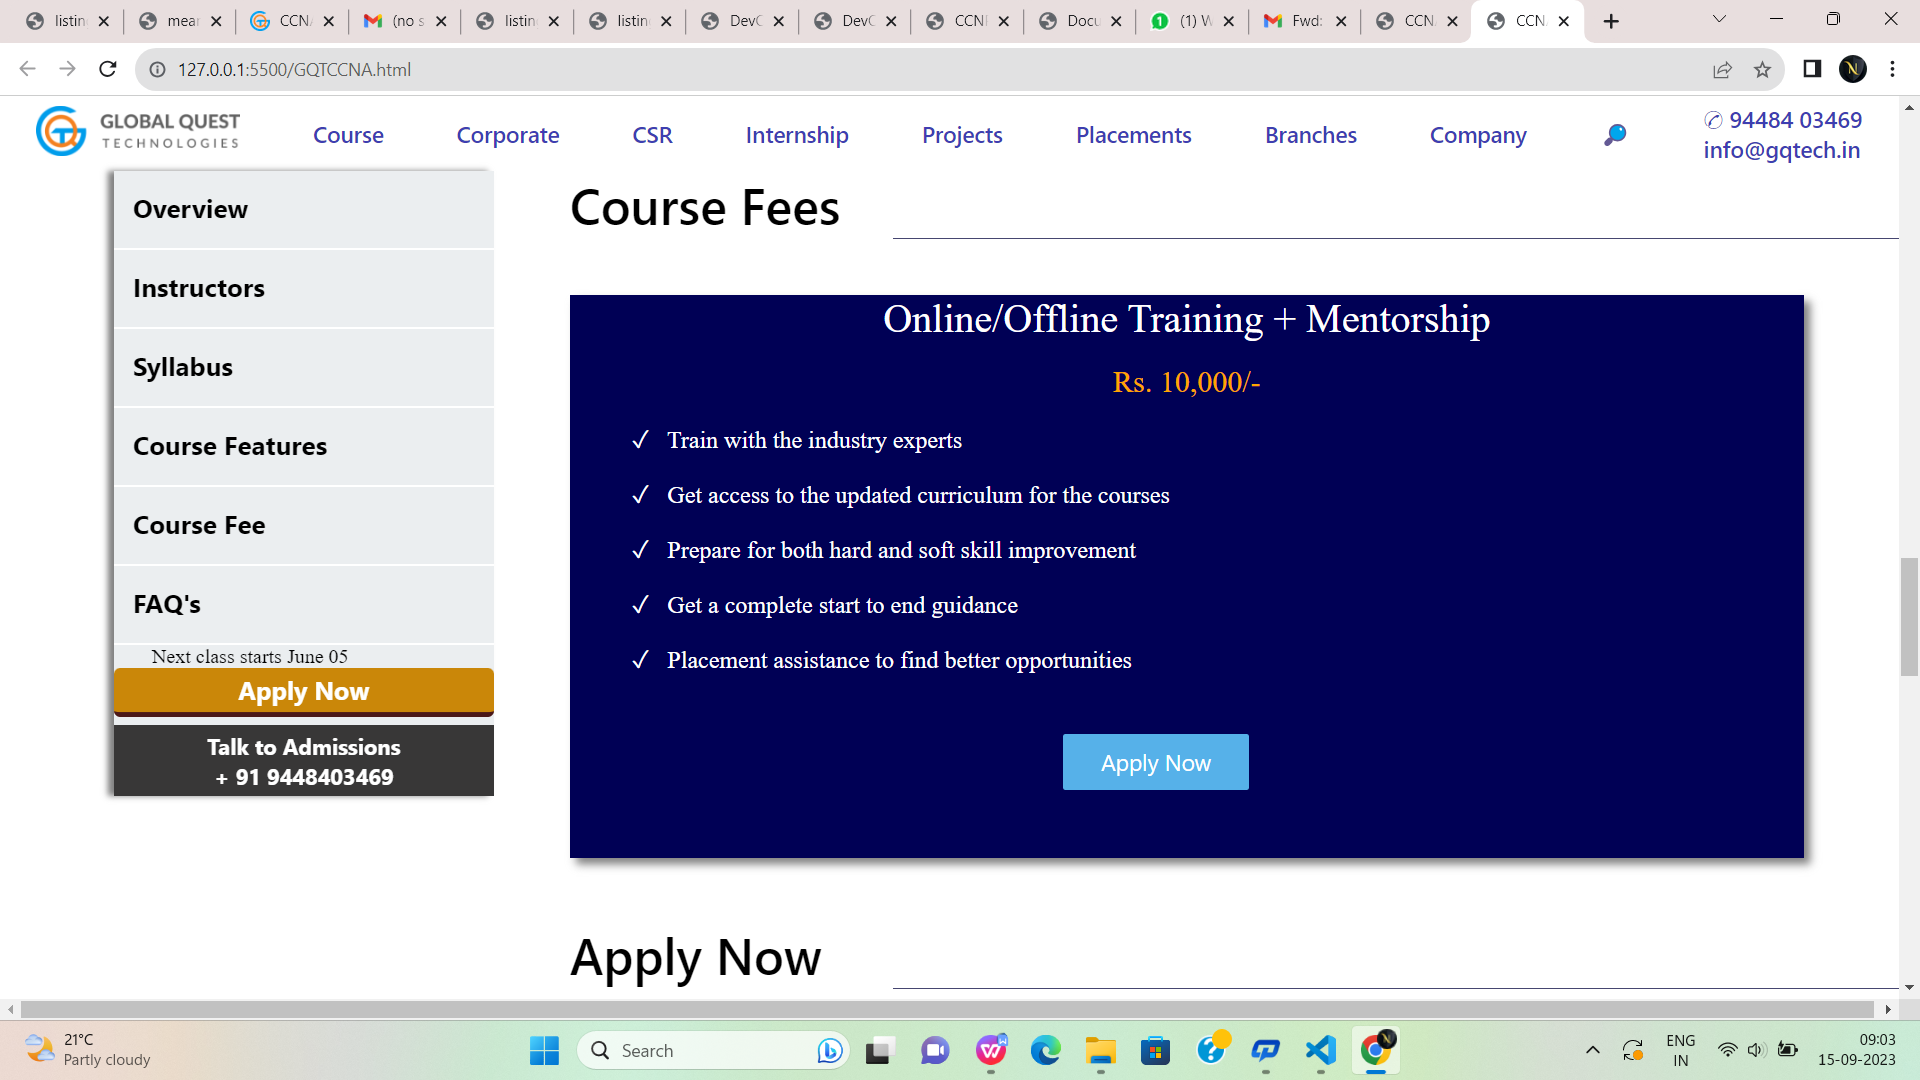 listin
mear
CCN
(no s
listin
listin
DevC
DevC
CCN
Docu
(1) W
Fwd:
CCN
CCN
127.0.0.1:5500/GQTCCNA.html
GLOBAL QUEST
TECHNOLOGIES
Course
Corporate
CSR
Internship
Projects
Placements
Branches
Company
94484 03469
info@gqtech.in
Overview
Instructors
Syllabus
Course Features
Course Fee
FAQ's
Next class starts June 05
Apply Now
Talk to Admissions
+ 91 9448403469
Course Fees
Online/Offline Training + Mentorship
Rs. 10,000/-
✓ Train with the industry experts
✓ Get access to the updated curriculum for the courses
✓ Prepare for both hard and soft skill improvement
✓ Get a complete start to end guidance
✓ Placement assistance to find better opportunities
Apply Now
Apply Now
21°C
Partly cloudy
Search
ENG
IN
09:03
15-09-2023